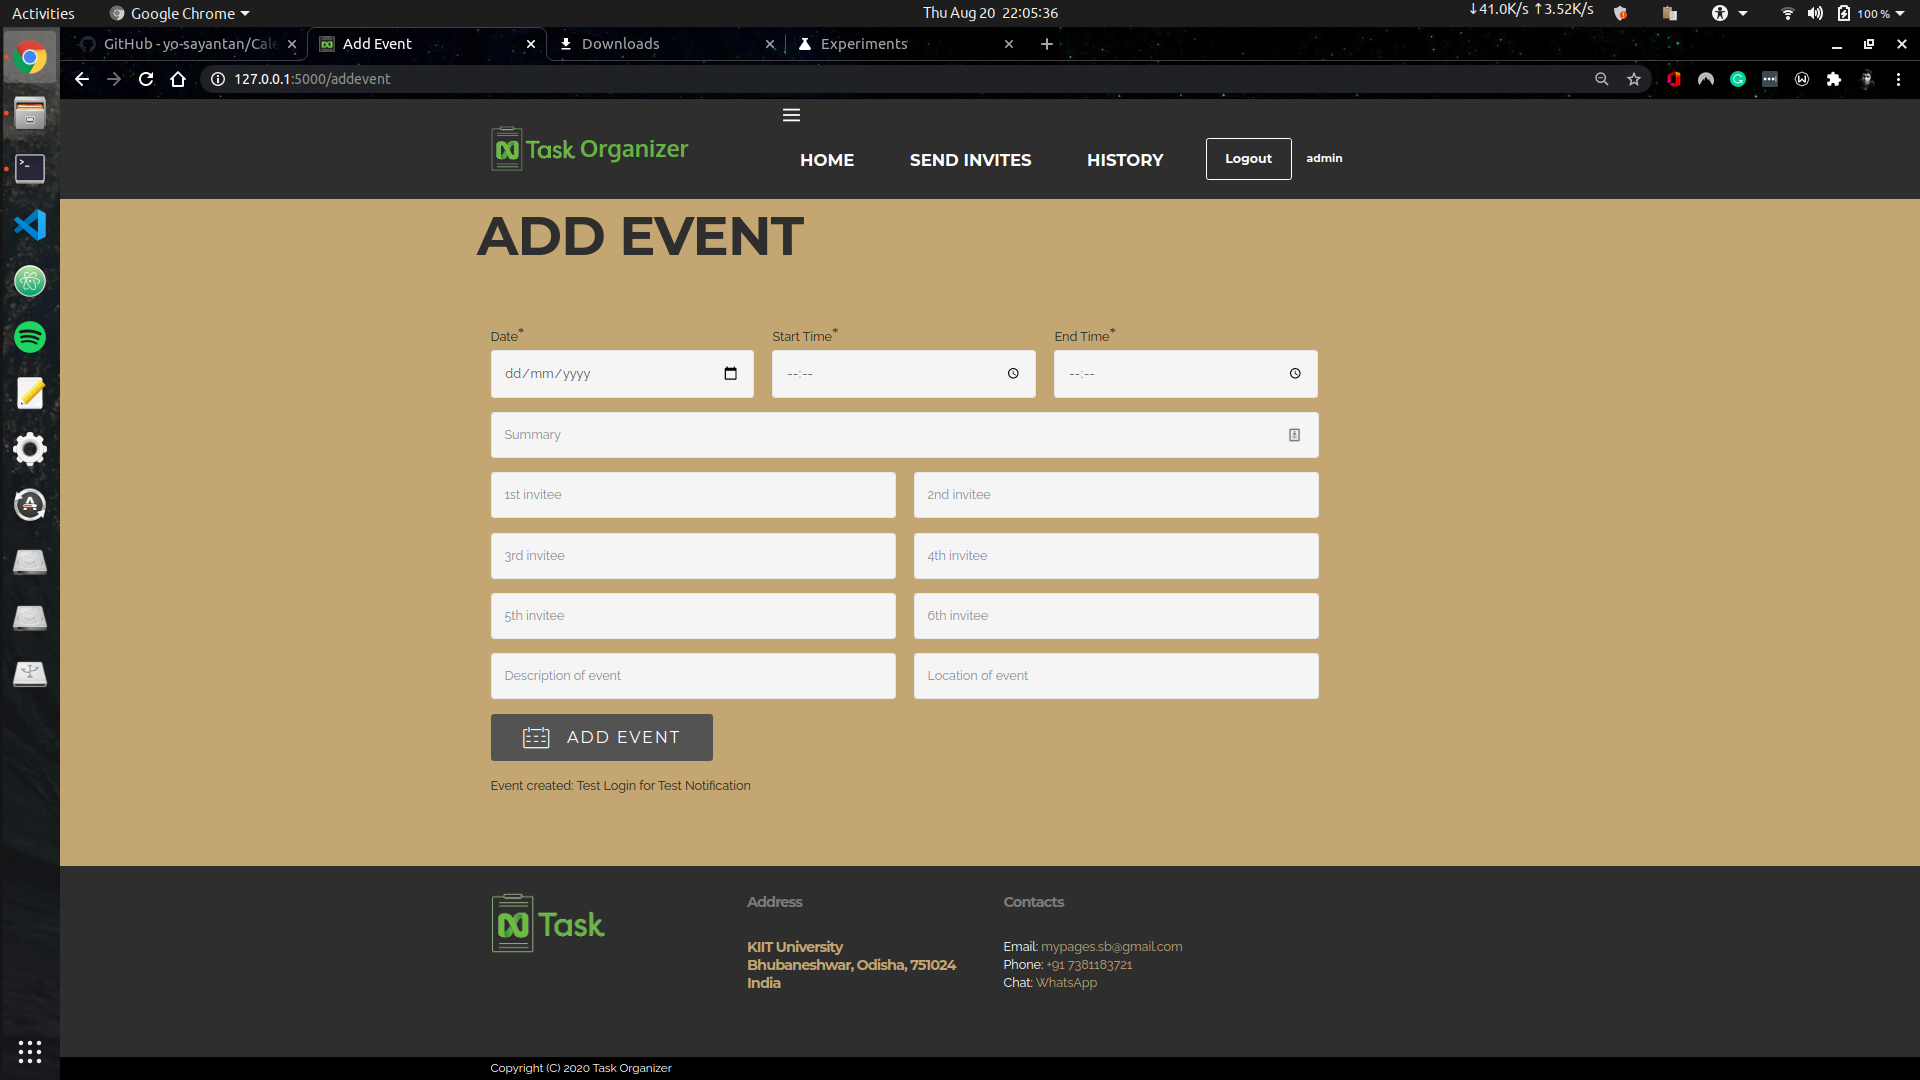 Activities
Google Chrome
Thu Aug 20 22:05:36
↓41.0K/s ↑3.52K/s
100 %
GitHub - yo-sayantan/Cale
Add Event
Downloads
Experiments
127.0.0.1:5000/addevent
Task Organizer
HOME
SEND INVITES
HISTORY
Logout
admin
ADD EVENT
Date*
Start Time*
End Time*
dd/mm/yyyy
--:--
--:--
Summary
1st invitee
2nd invitee
3rd invitee
4th invitee
5th invitee
6th invitee
Description of event
Location of event
ADD EVENT
Event created: Test Login for Test Notification
Task
Address
KIIT University
Bhubaneshwar, Odisha, 751024
India
Contacts
Email: mypages.sb@gmail.com
Phone: +91 7381183721
Chat: WhatsApp
Copyright (C) 2020 Task Organizer